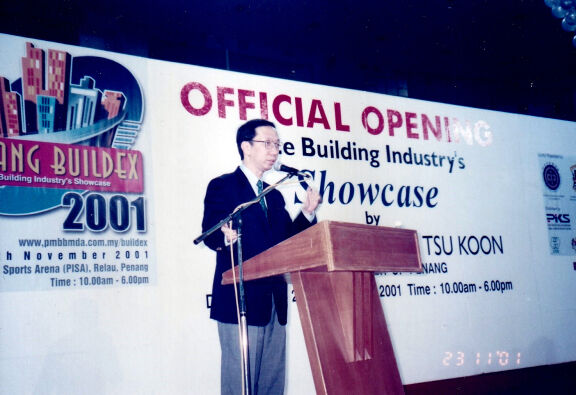 ANG BUILDEX
Building Industry's Showcase
2001
www.pmbbmda.com.my/buildex
th November 2001
Sports Arena (PISA), Relau, Penang
Time : 10.00am - 6.00pm
OFFICIAL OPENING
e Building Industry's
Showcase
by
TSU KOON
OF PENANG
2001 10.00am - 6.00pm
PKS
23 11 '01